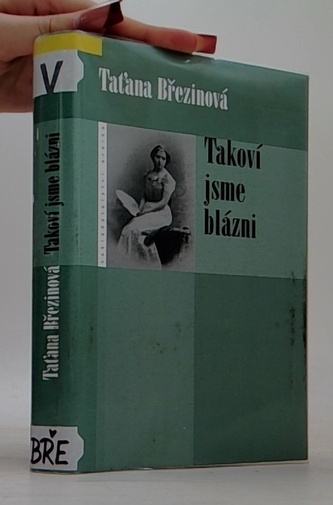 V
Taťana Březinová
Takoví
jsme
blázni
Taťana Březinová Takoví jsme blázni
BŘE